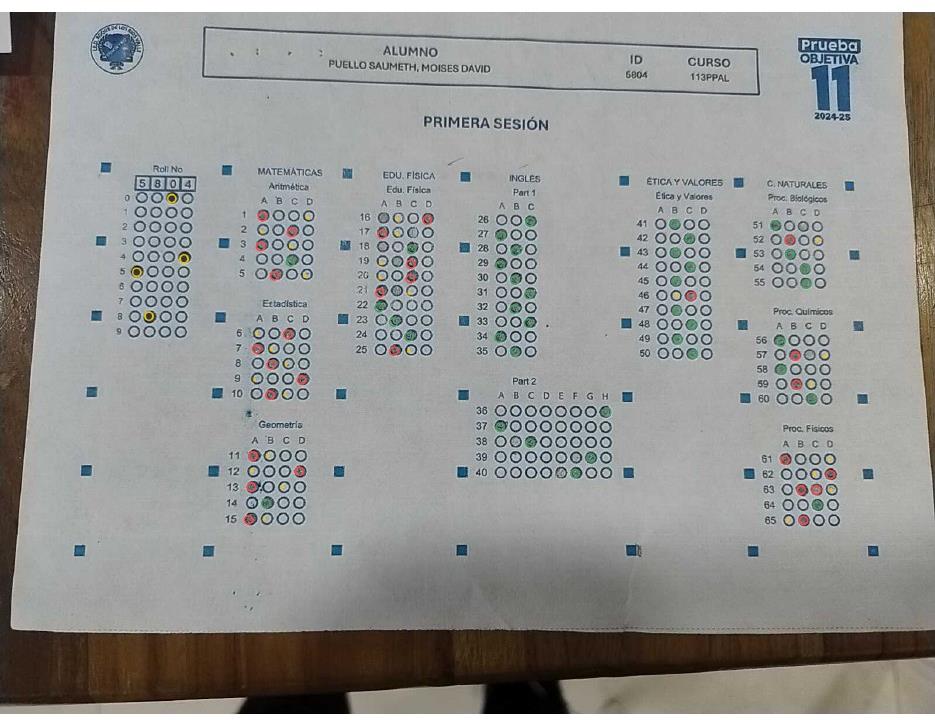 Prueba
OBJETIVA
11
2024-25
ALUMNO
PUELLO SAUMETH, MOISES DAVID
ID
5804
CURSO
113PPAL
PRIMERA SESIÓN
Roll No
5 8 0 4
0
1
2
3
4
5
6
7
8
9
MATEMÁTICAS
Aritmética
A B C D
1
2
3
4
5
Estadística
A B C D
6
7
8
9
10
Geometría
A B C D
11
12
13
14
15
EDU. FÍSICA
Edu. Física
A B C D
16
17
18
19
20
21
22
23
24
25
INGLÉS
Part 1
A B C
26
27
28
29
30
31
32
33
34
35
Part 2
A B C D E F G H
36
37
38
39
40
ÉTICA Y VALORES
Ética y Valores
A B C D
41
42
43
44
45
46
47
48
49
50
C. NATURALES
Proc. Biológicos
A B C D
51
52
53
54
55
Proc. Químicos
A B C D
56
57
58
59
60
Proc. Físicos
A B C D
61
62
63
64
65